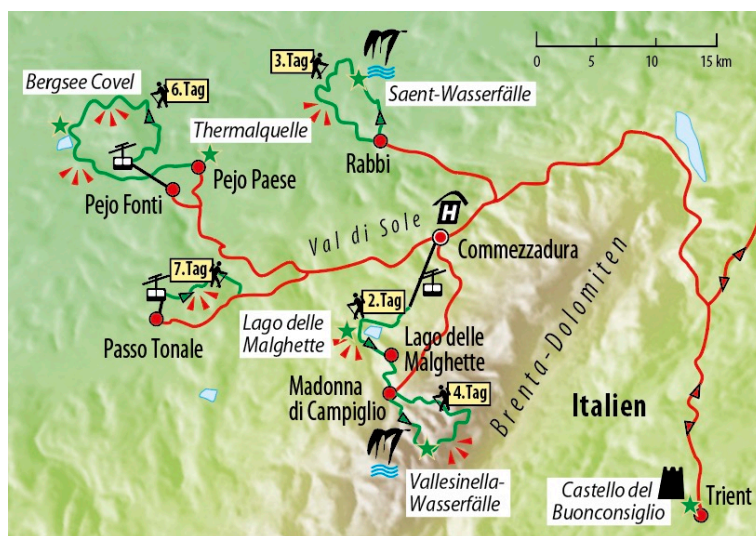 3.Tag
0 5 10 15 km
Bergsee Covel
6.Tag
Saent-Wasserfälle
Thermalquelle
Rabbi
Pejo Paese
Pejo Fonti
Val di Sole
H
Commezzadura
7.Tag
2.Tag
Passo Tonale
Lago delle
Malghette
Lago delle
Malghette
Brenta-Dolomiten
Madonna
di Campiglio
4.Tag
Italien
Vallesinella-
Wasserfälle
Castello del
Buonconsiglio
Trient